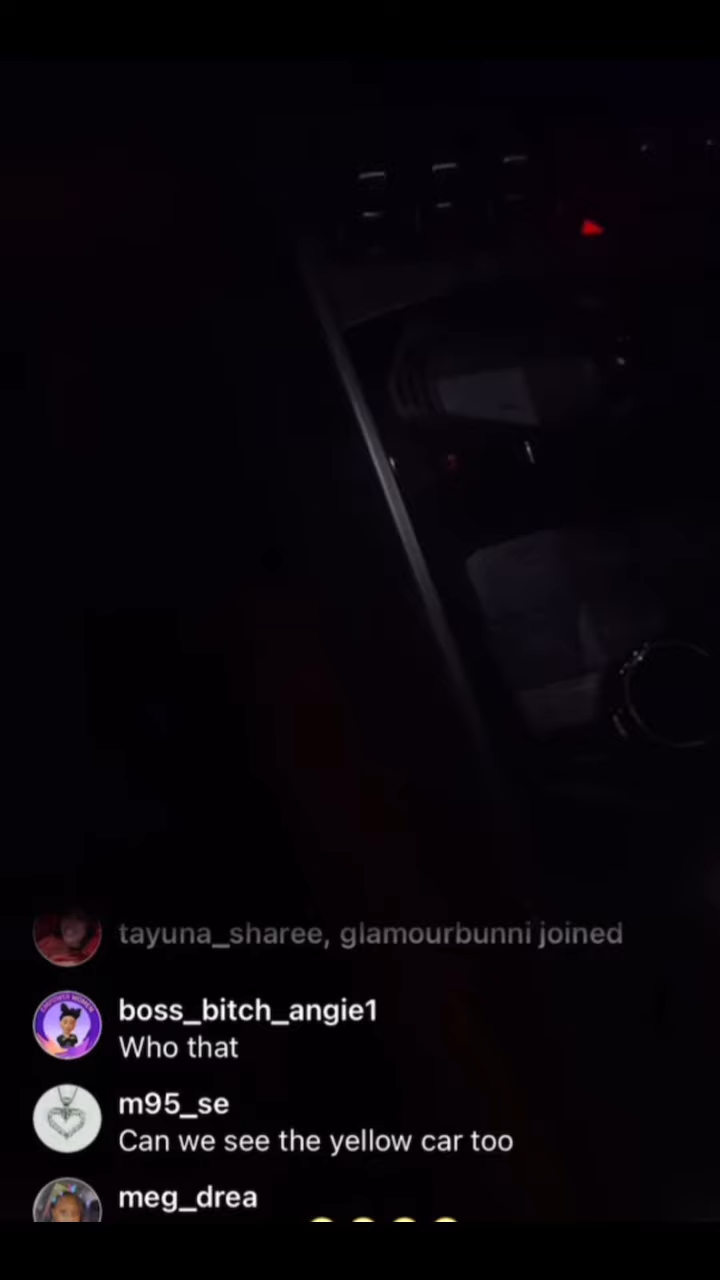 tayuna_sharee, glamourbunni joined
boss_bitch_angie1
Who that
m95_se
Can we see the yellow car too
meg_drea